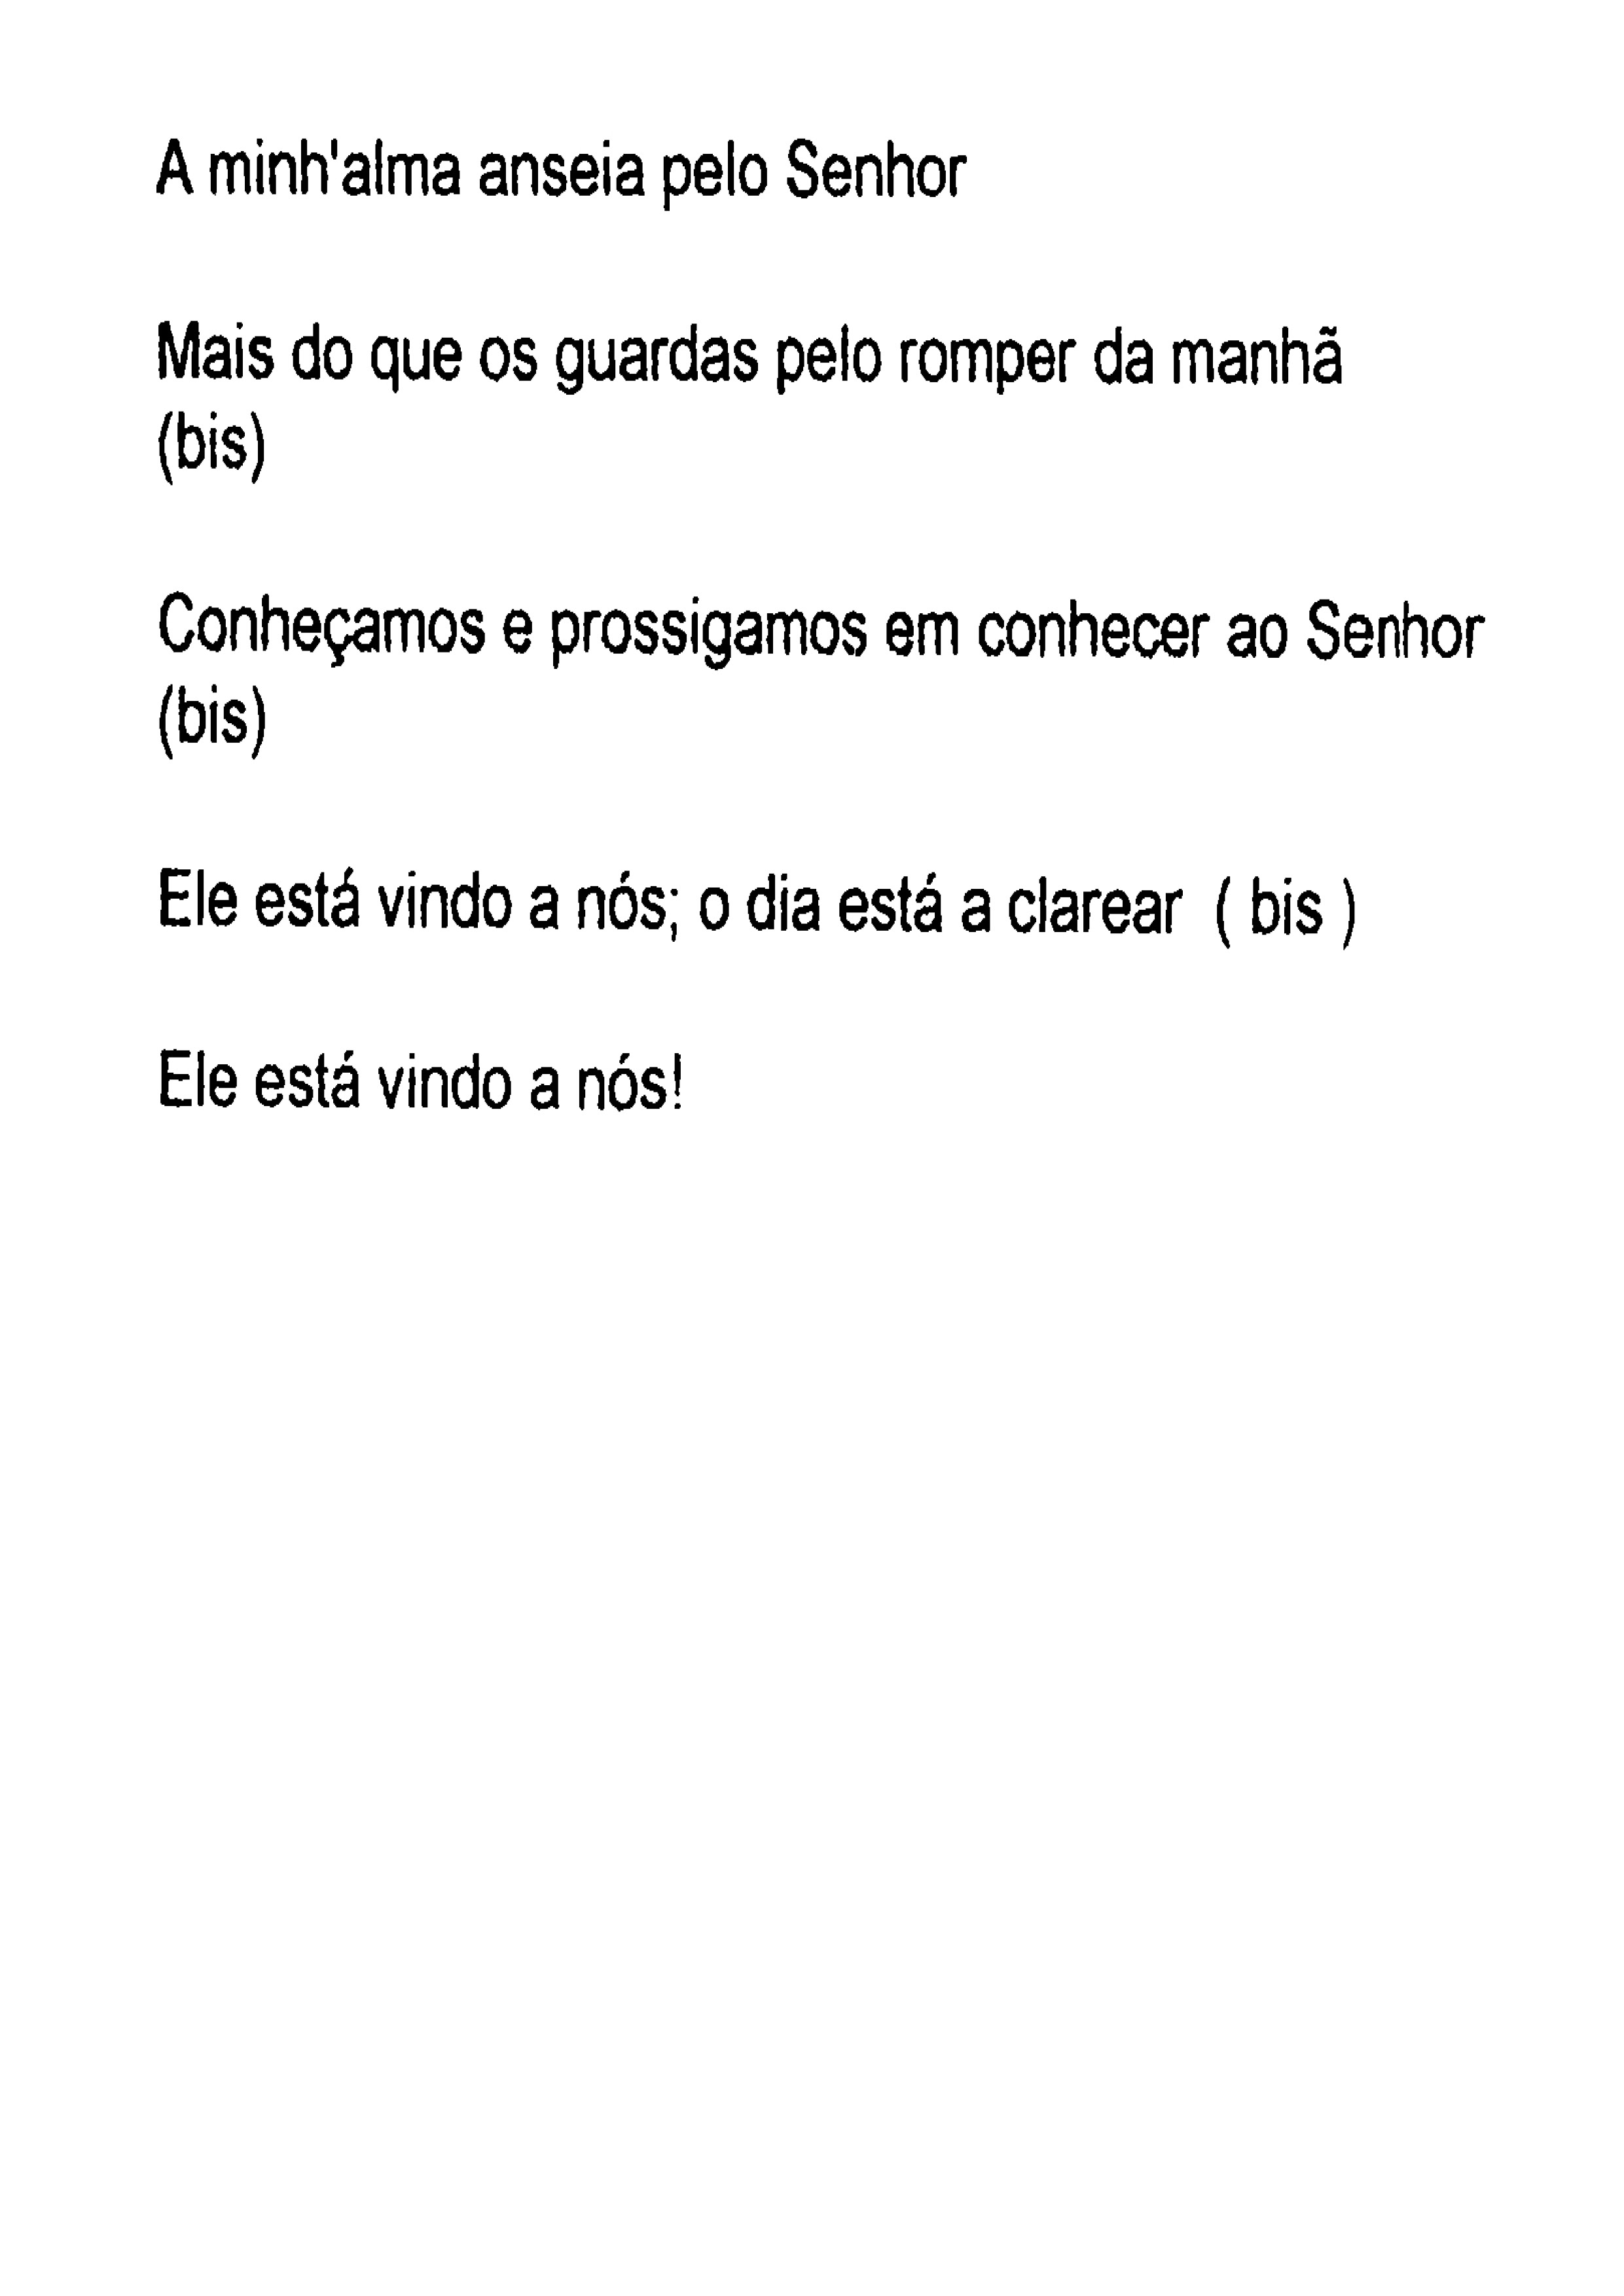 A minh'alma anseia pelo Senhor
Mais do que os guardas pelo romper da manhã
(bis)
Conheçamos e prossigamos em conhecer ao Senhor
(bis)
Ele está vindo a nós; o dia está a clarear ( bis )
Ele está vindo a nós!